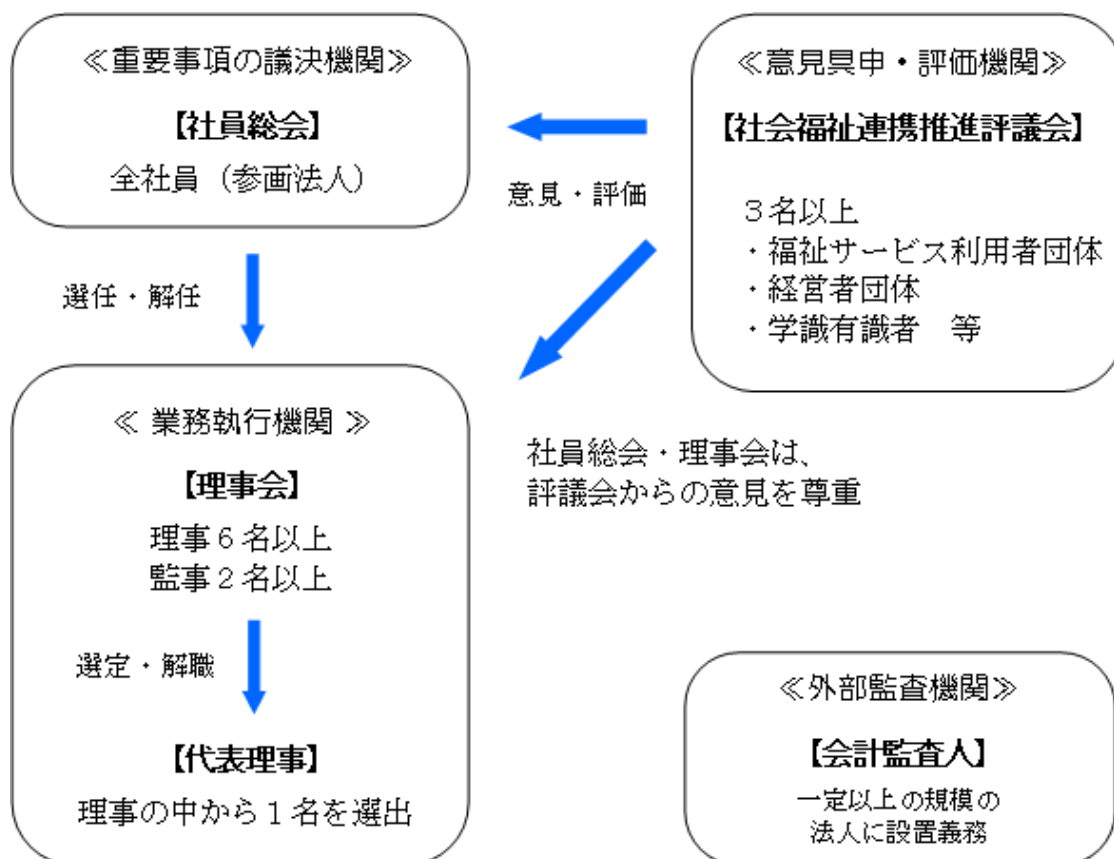 ≪重要事項の議決機関≫
【社員総会】
全社員（参画法人）
≪意見具申・評価機関≫
【社会福祉連携推進評議会】
３名以上
・福祉サービス利用者団体
・経営者団体
・学識有識者　等
意見・評価
選任・解任
≪ 業務執行機関 ≫
【理事会】
理事６名以上
監事２名以上
選定・解職
【代表理事】
理事の中から１名を選出
社員総会・理事会は、
評議会からの意見を尊重
≪外部監査機関≫
【会計監査人】
一定以上の規模の
法人に設置義務